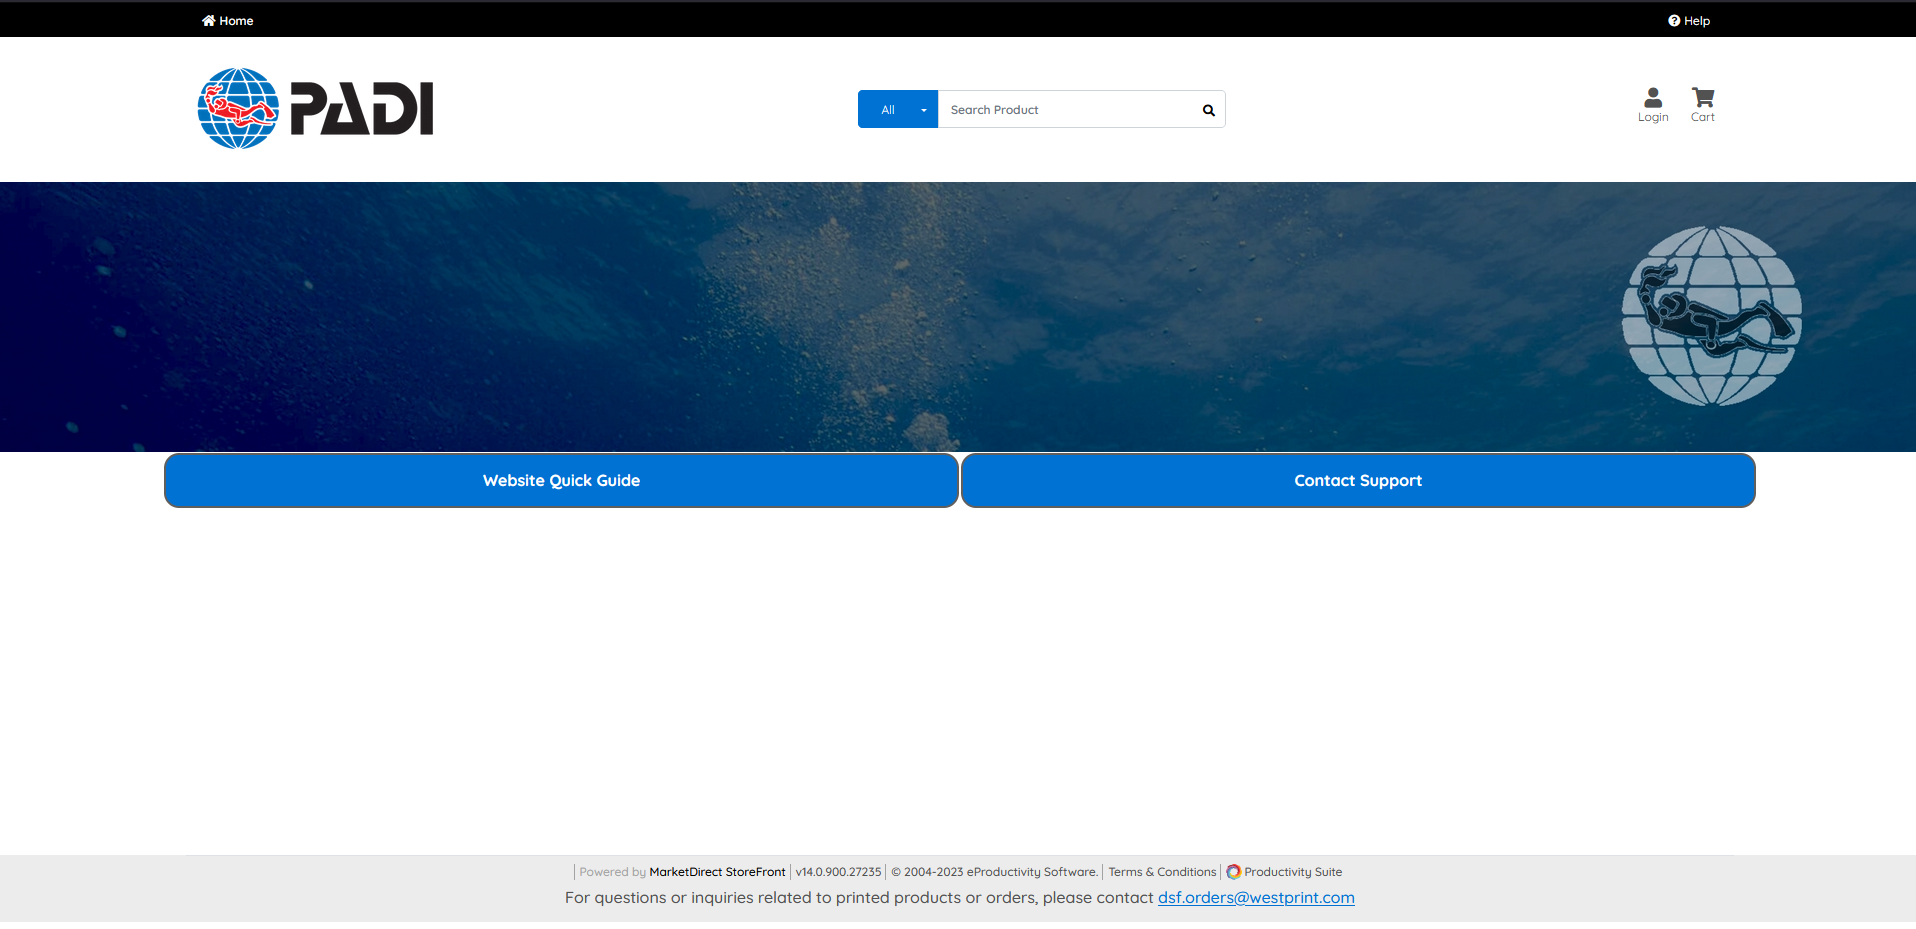 Home
Help
PADI
All
Search Product
Login
Cart
Website Quick Guide
Contact Support
Powered by MarketDirect StoreFront v14.0.900.27235 © 2004-2023 eProductivity Software. Terms & Conditions Productivity Suite
For questions or inquiries related to printed products or orders, please contact dsf.orders@westprint.com